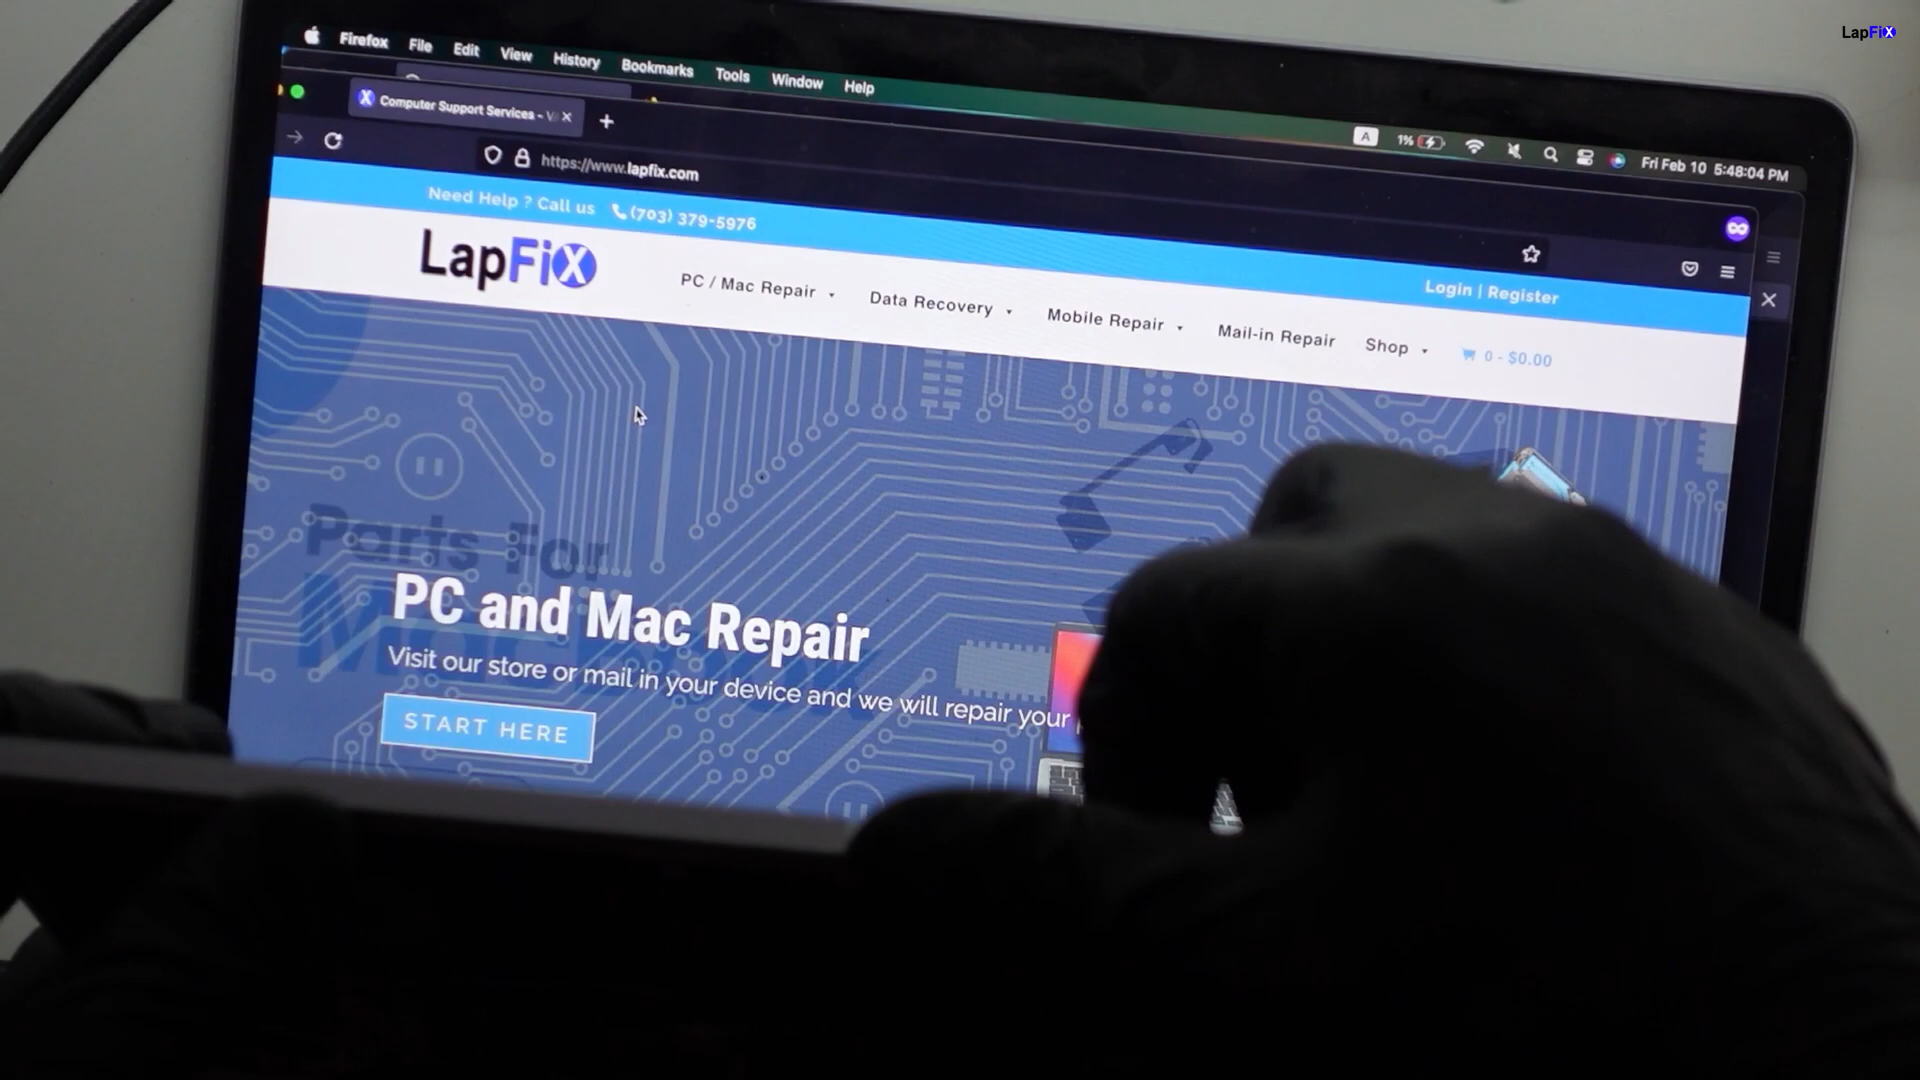 LapFiX
Firefox File Edit View History Bookmarks Tools Window Help
A 1% Fri Feb 10 5:48:04 PM
Computer Support Services -
https://www.lapfix.com
Need Help ? Call us (703) 379-5976
Login | Register
LapFiX
PC / Mac Repair Data Recovery Mobile Repair Mail-in Repair Shop 0 - $0.00
Parts For
PC and Mac Repair
Visit our store or mail in your device and we will repair your
START HERE